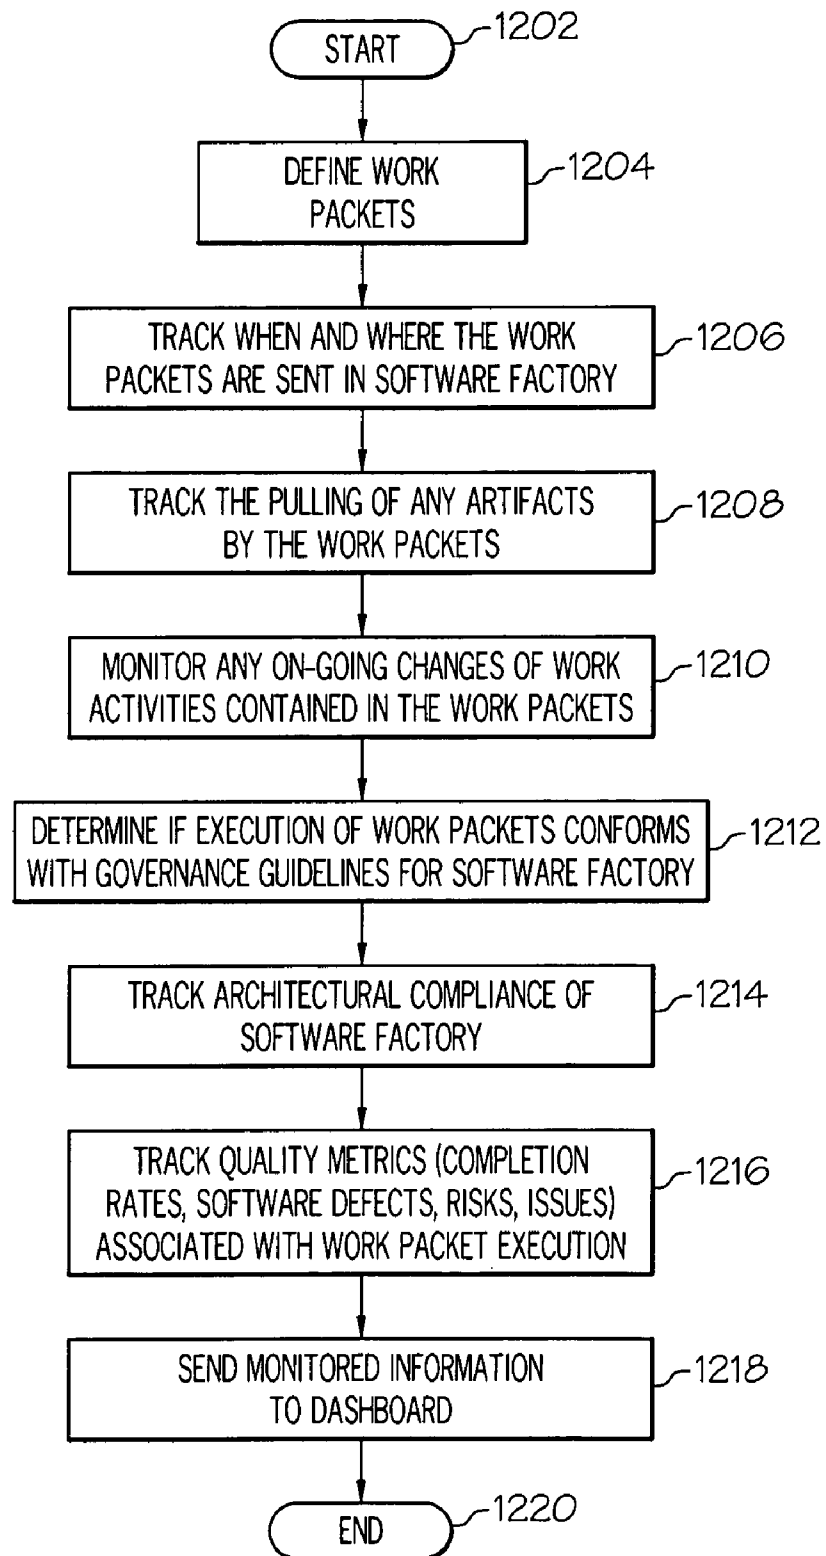 START
1202
DEFINE WORK
PACKETS
1204
TRACK WHEN AND WHERE THE WORK
PACKETS ARE SENT IN SOFTWARE FACTORY
1206
TRACK THE PULLING OF ANY ARTIFACTS
BY THE WORK PACKETS
1208
MONITOR ANY ON-GOING CHANGES OF WORK
ACTIVITIES CONTAINED IN THE WORK PACKETS
1210
DETERMINE IF EXECUTION OF WORK PACKETS CONFORMS
WITH GOVERNANCE GUIDELINES FOR SOFTWARE FACTORY
1212
TRACK ARCHITECTURAL COMPLIANCE OF
SOFTWARE FACTORY
1214
TRACK QUALITY METRICS (COMPLETION
RATES, SOFTWARE DEFECTS, RISKS, ISSUES)
ASSOCIATED WITH WORK PACKET EXECUTION
1216
SEND MONITORED INFORMATION
TO DASHBOARD
1218
END
1220